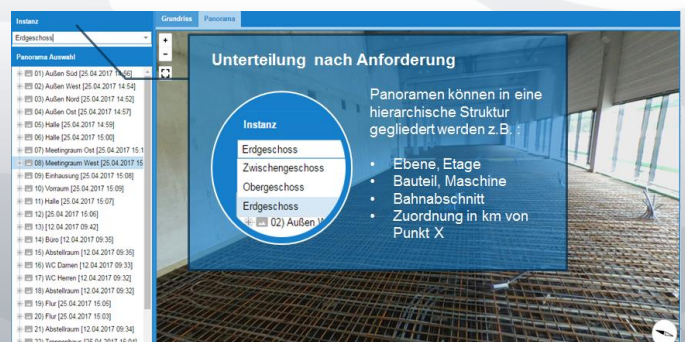 Instanz
Erdgeschoss
Panorama Auswahl
01) Außen Süd [25.04.2017 14:56]
02) Außen West [25.04.2017 14:54]
03) Außen Nord [25.04.2017 14:52]
04) Außen Ost [25.04.2017 14:57]
05) Halle [25.04.2017 14:59]
06) Halle [25.04.2017 15:00]
07) Meetingraum Ost [25.04.2017 15:1
08) Meetingraum West [25.04.2017 15
09) Einhausung [25.04.2017 15:08]
10) Vorraum [25.04.2017 15:09]
11) Halle [25.04.2017 15:07]
12) [25.04.2017 15:06]
13) [12.04.2017 09:42]
14) Büro [12.04.2017 09:35]
15) Abstellraum [12.04.2017 09:35]
16) WC Damen [12.04.2017 09:33]
17) WC Herren [12.04.2017 09:32]
18) Abstellraum [12.04.2017 09:32]
19) Flur [25.04.2017 15:05]
20) Flur [25.04.2017 15:03]
21) Abstellraum [12.04.2017 09:34]
22) Treppenhaus [25.04.2017 15:04]
Grundriss Panorama
+
-
Unterteilung nach Anforderung
Instanz
Erdgeschoss
Zwischengeschoss
Obergeschoss
Erdgeschoss
02) Außen W
Panoramen können in eine
hierarchische Struktur
gegliedert werden z.B. :
• Ebene, Etage
• Bauteil, Maschine
• Bahnabschnitt
• Zuordnung in km von
Punkt X